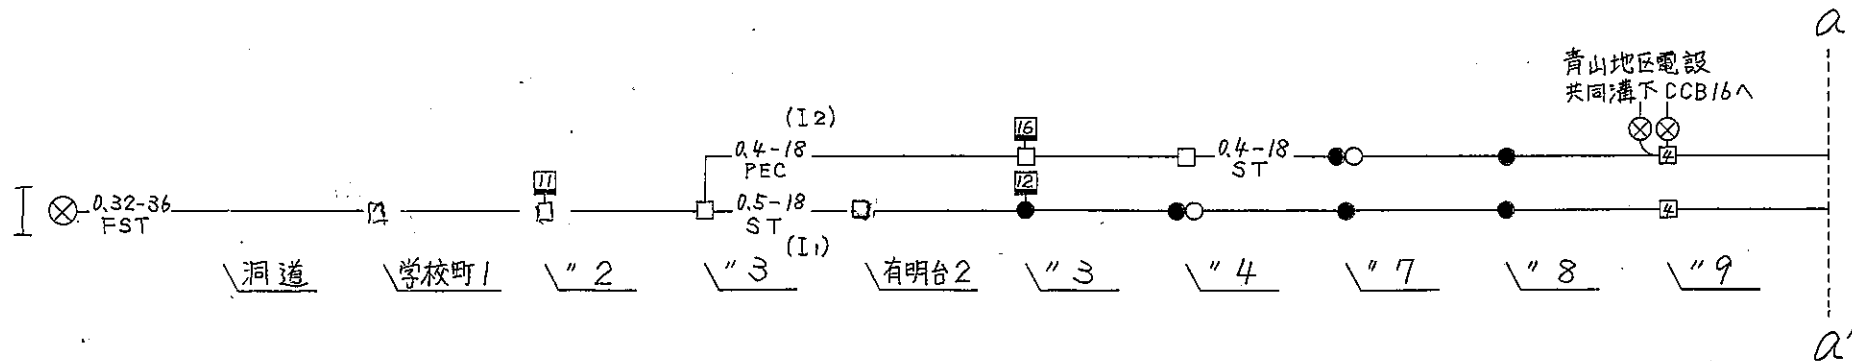 a
青山地区電設
共同溝下CCB16へ
(I2)
16
0.4-18
PEC
0.4-18
ST
4
I
0.32-36
FST
11
0.5-18
ST
(I1)
12
4
洞道
学校町1
〃2
〃3
有明台2
〃3
〃4
〃7
〃8
〃9
a'